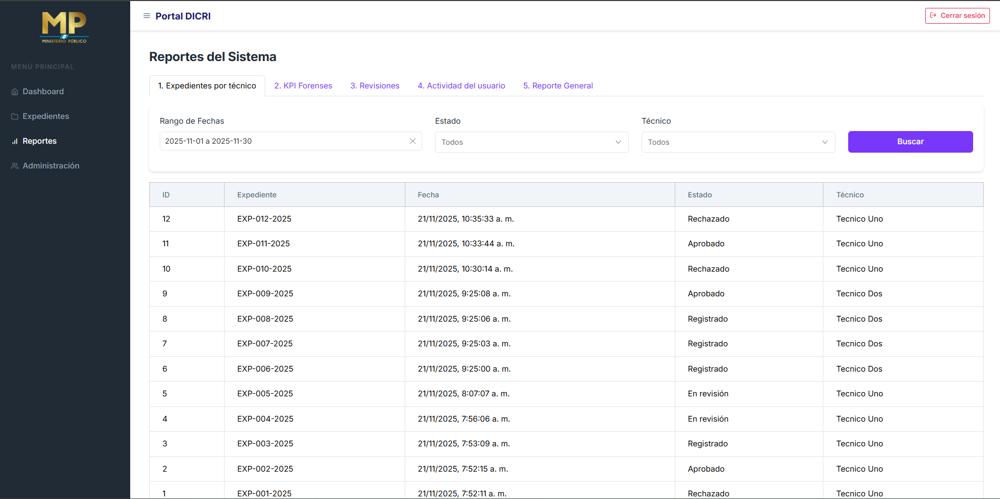 MP
MINISTERIO PÚBLICO
MENÚ PRINCIPAL
Dashboard
Expedientes
Reportes
Administración
Portal DICRI
Cerrar sesión
Reportes del Sistema
1. Expedientes por técnico 2. KPI Forenses 3. Revisiones 4. Actividad del usuario 5. Reporte General
Rango de Fechas Estado Técnico
2025-11-01 a 2025-11-30 Todos Todos Buscar
ID Expediente Fecha Estado Técnico
12 EXP-012-2025 21/11/2025, 10:35:33 a. m. Rechazado Tecnico Uno
11 EXP-011-2025 21/11/2025, 10:33:44 a. m. Aprobado Tecnico Uno
10 EXP-010-2025 21/11/2025, 10:30:14 a. m. Rechazado Tecnico Uno
9 EXP-009-2025 21/11/2025, 9:25:08 a. m. Aprobado Tecnico Dos
8 EXP-008-2025 21/11/2025, 9:25:06 a. m. Registrado Tecnico Dos
7 EXP-007-2025 21/11/2025, 9:25:03 a. m. Registrado Tecnico Dos
6 EXP-006-2025 21/11/2025, 9:25:00 a. m. Registrado Tecnico Dos
5 EXP-005-2025 21/11/2025, 8:07:07 a. m. En revisión Tecnico Uno
4 EXP-004-2025 21/11/2025, 7:56:06 a. m. En revisión Tecnico Uno
3 EXP-003-2025 21/11/2025, 7:53:09 a. m. Registrado Tecnico Uno
2 EXP-002-2025 21/11/2025, 7:52:15 a. m. Aprobado Tecnico Uno
1 EXP-001-2025 21/11/2025, 7:52:11 a. m. Rechazado Tecnico Uno